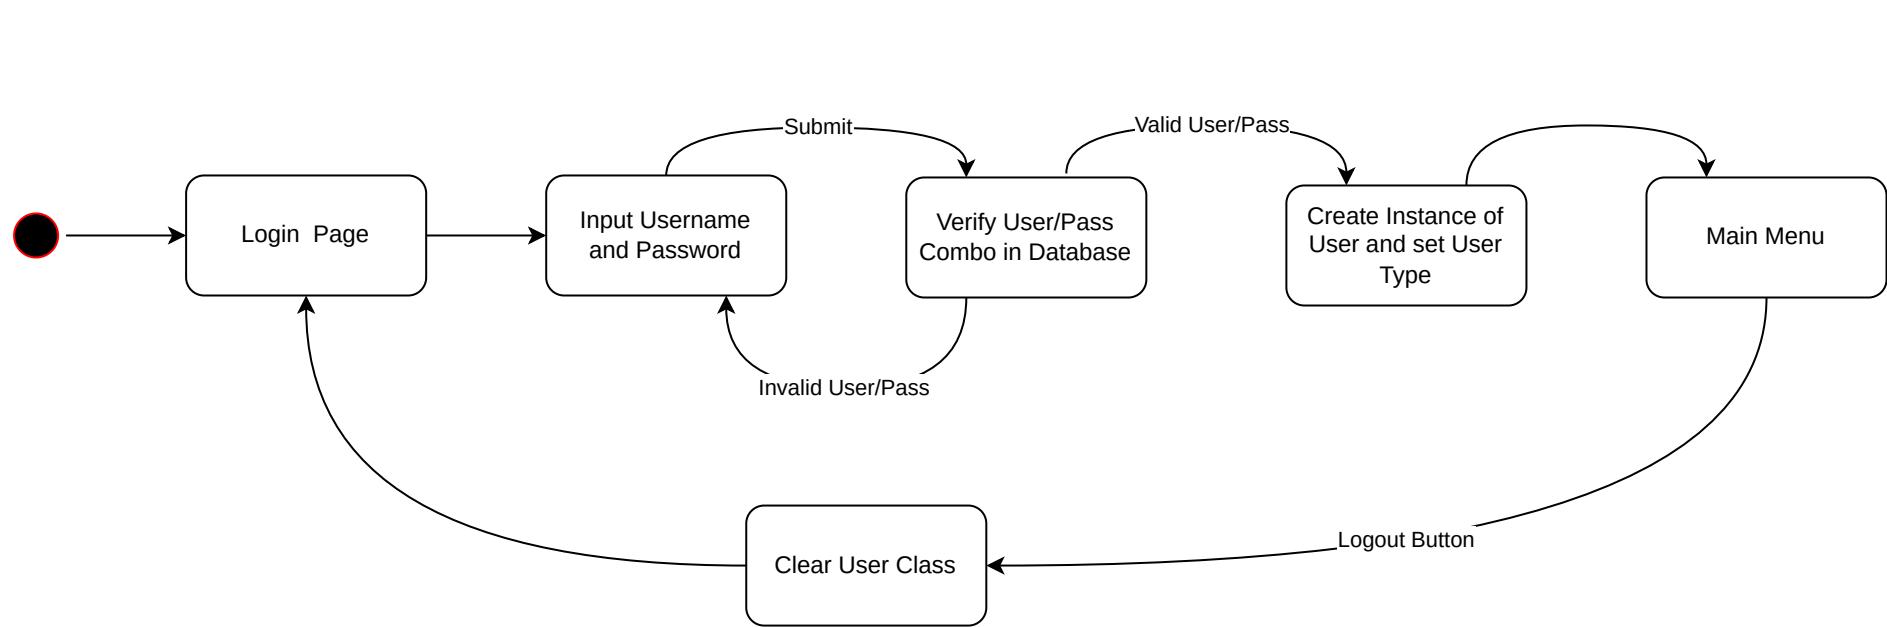 Submit
Valid User/Pass
Login  Page
Input Username
and Password
Verify User/Pass
Combo in Database
Create Instance of
User and set User
Type
Main Menu
Invalid User/Pass
Logout Button
Clear User Class